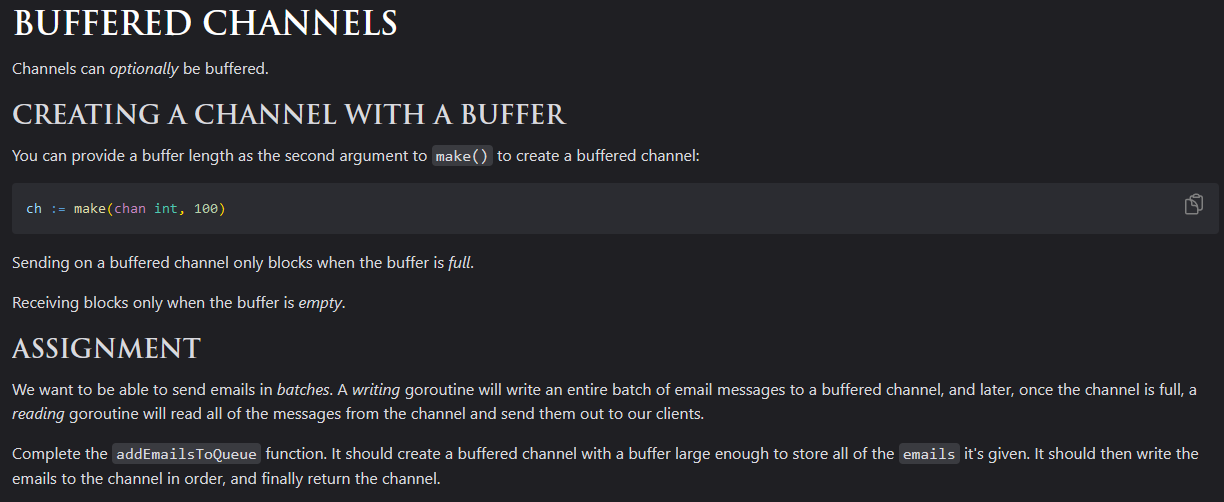 BUFFERED CHANNELS
Channels can optionally be buffered.
CREATING A CHANNEL WITH A BUFFER
You can provide a buffer length as the second argument to make() to create a buffered channel:
ch := make(chan int, 100)
Sending on a buffered channel only blocks when the buffer is full.
Receiving blocks only when the buffer is empty.
ASSIGNMENT
We want to be able to send emails in batches. A writing goroutine will write an entire batch of email messages to a buffered channel, and later, once the channel is full, a
reading goroutine will read all of the messages from the channel and send them out to our clients.
Complete the addEmailsToQueue function. It should create a buffered channel with a buffer large enough to store all of the emails it's given. It should then write the
emails to the channel in order, and finally return the channel.